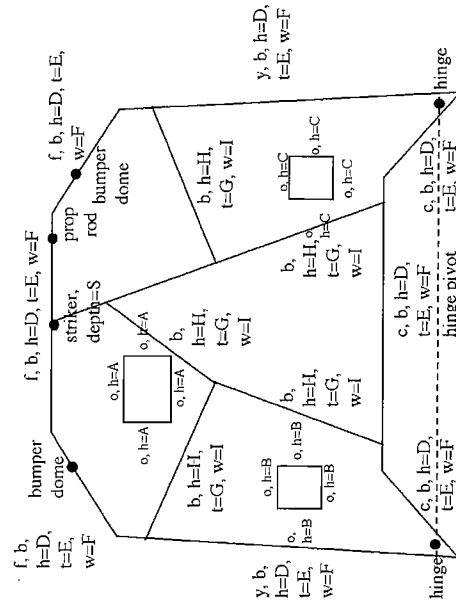 f, b, h=D, t=E,
w=F
f, b, h=D, t=E, w=F
f, b,
h=D,
t=E,
w=F
bumper
dome
striker,
depth=S
prop
rod
bumper
dome
y, b, h=D,
t=E, w=F
o, h=A
o, h=A
o, h=A
o, h=A
b, h=H,
t=G, w=I
b,
h=H,
t=G,
w=I
b, h=H,
t=G, w=I
o, h=C
o, h=C
o, h=C
o, h=C
b,
h=H,
t=G,
w=I
b,
h=H,
t=G,
w=I
o, h=B
o, h=B
o, h=B
o, h=B
y, b,
h=D,
t=E,
w=F
c, b, h=D,
t=E, w=F
c, b, h=D,
t=E, w=F
c, b, h=D,
t=E, w=F
hinge
hinge pivot
hinge